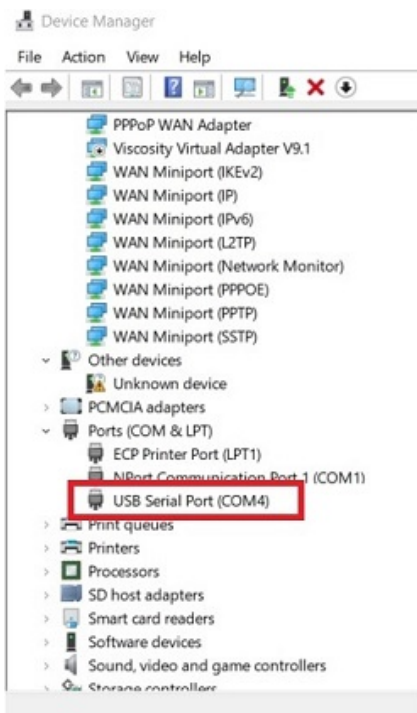 Device Manager
File Action View Help
PPPoP WAN Adapter
Viscosity Virtual Adapter V9.1
WAN Miniport (IKEv2)
WAN Miniport (IP)
WAN Miniport (IPv6)
WAN Miniport (L2TP)
WAN Miniport (Network Monitor)
WAN Miniport (PPPOE)
WAN Miniport (PPTP)
WAN Miniport (SSTP)
Other devices
Unknown device
PCMCIA adapters
Ports (COM & LPT)
ECP Printer Port (LPT1)
NPort Communication Port 1 (COM1)
USB Serial Port (COM4)
Print queues
Printers
Processors
SD host adapters
Smart card readers
Software devices
Sound, video and game controllers
Storage controllers